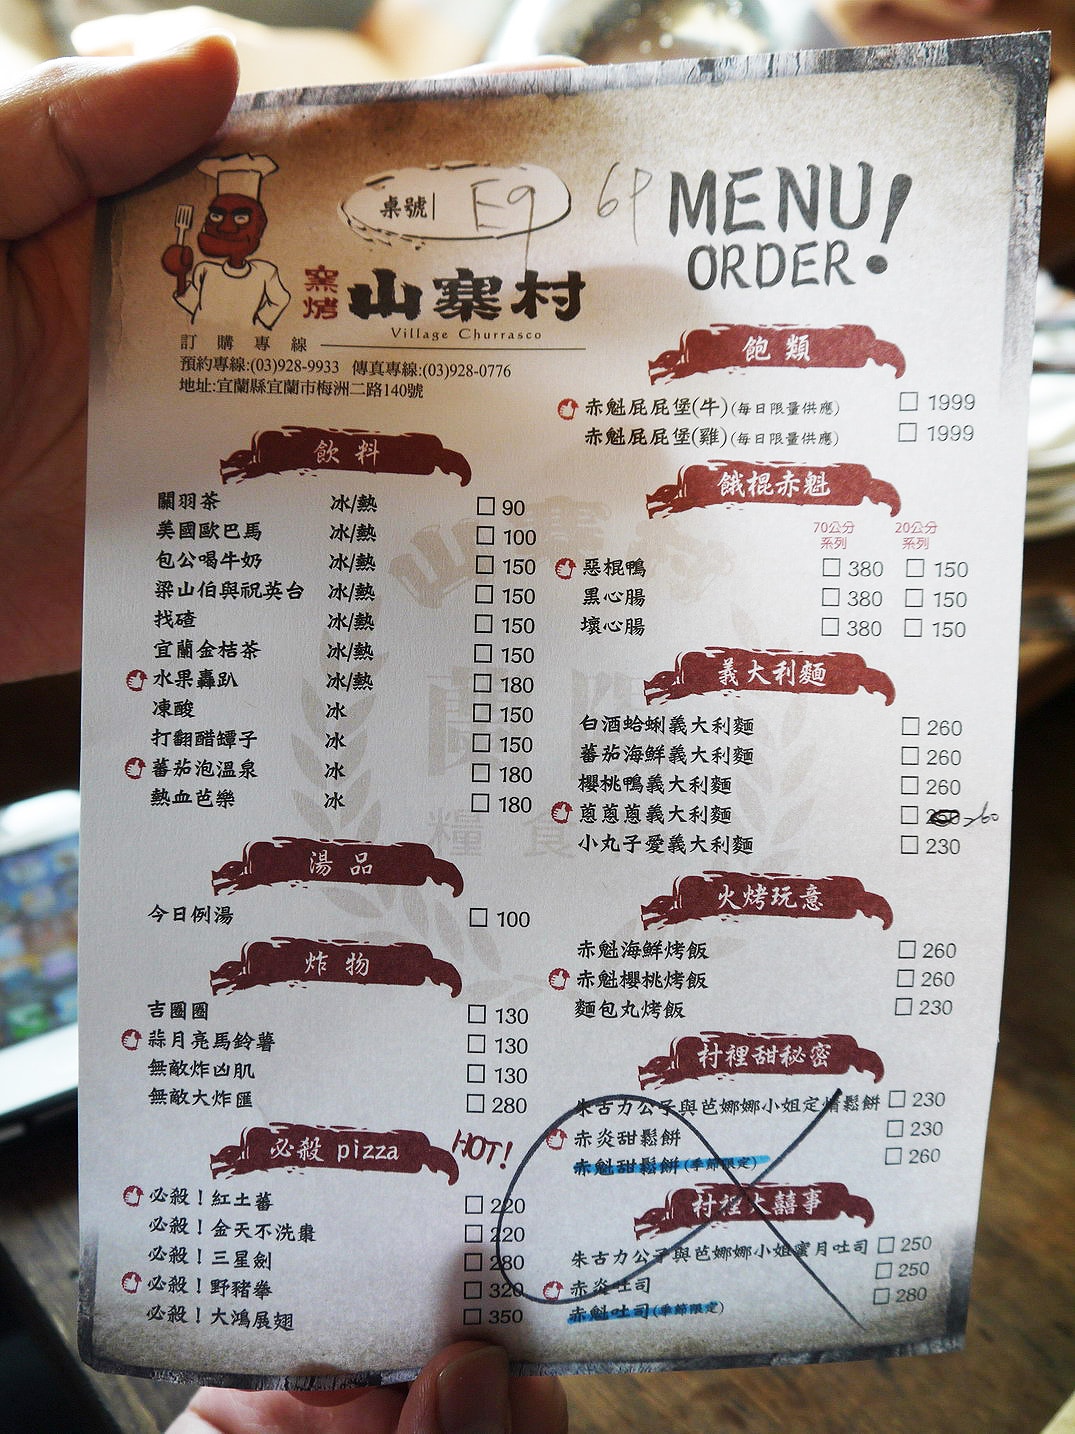 桌號 E9 6P
MENU!
ORDER
窯烤 山寨村
Village Churrasco
訂購專線
預約專線:(03)928-9933 傳真專線:(03)928-0776
地址:宜蘭縣宜蘭市梅洲二路140號
飲料
關羽茶 冰/熱 □ 90
美國歐巴馬 冰/熱 □ 100
包公喝牛奶 冰/熱 □ 150
梁山伯與祝英台 冰/熱 □ 150
找碴 冰/熱 □ 150
宜蘭金桔茶 冰/熱 □ 150
水果轟趴 冰/熱 □ 180
凍酸 冰 □ 150
打翻醋罈子 冰 □ 150
蕃茄泡溫泉 冰 □ 180
熱血芭樂 冰 □ 180
湯品
今日例湯 □ 100
炸物
吉圈圈 □ 130
蒜月亮馬鈴薯 □ 130
無敵炸凶肌 □ 130
無敵大炸匯 □ 280
必殺 pizza HOT!
必殺!紅土蕃 □ 220
必殺!金天不洗棗 □ 220
必殺!三星劍 □ 280
必殺!野豬拳 □ 320
必殺!大鴻展翅 □ 350
飽類
赤魁屁屁堡(牛)(每日限量供應) □ 1999
赤魁屁屁堡(雞)(每日限量供應) □ 1999
餓棍赤魁
70公分系列 20公分系列
惡棍鴨 □ 380 □ 150
黑心腸 □ 380 □ 150
壞心腸 □ 380 □ 150
義大利麵
白酒蛤蜊義大利麵 □ 260
蕃茄海鮮義大利麵 □ 260
櫻桃鴨義大利麵 □ 260
蔥蔥蔥義大利麵 □ 260
小丸子愛義大利麵 □ 230
火烤玩意
赤魁海鮮烤飯 □ 260
赤魁櫻桃烤飯 □ 260
麵包丸烤飯 □ 230
村裡甜秘密
朱古力公子與芭娜娜小姐定情鬆餅 □ 230
赤炎甜鬆餅 □ 230
赤魁甜鬆餅(季節限定) □ 260
村裡大囍事
朱古力公子與芭娜娜小姐蜜月吐司 □ 250
赤炎吐司 □ 250
赤魁吐司(季節限定) □ 280